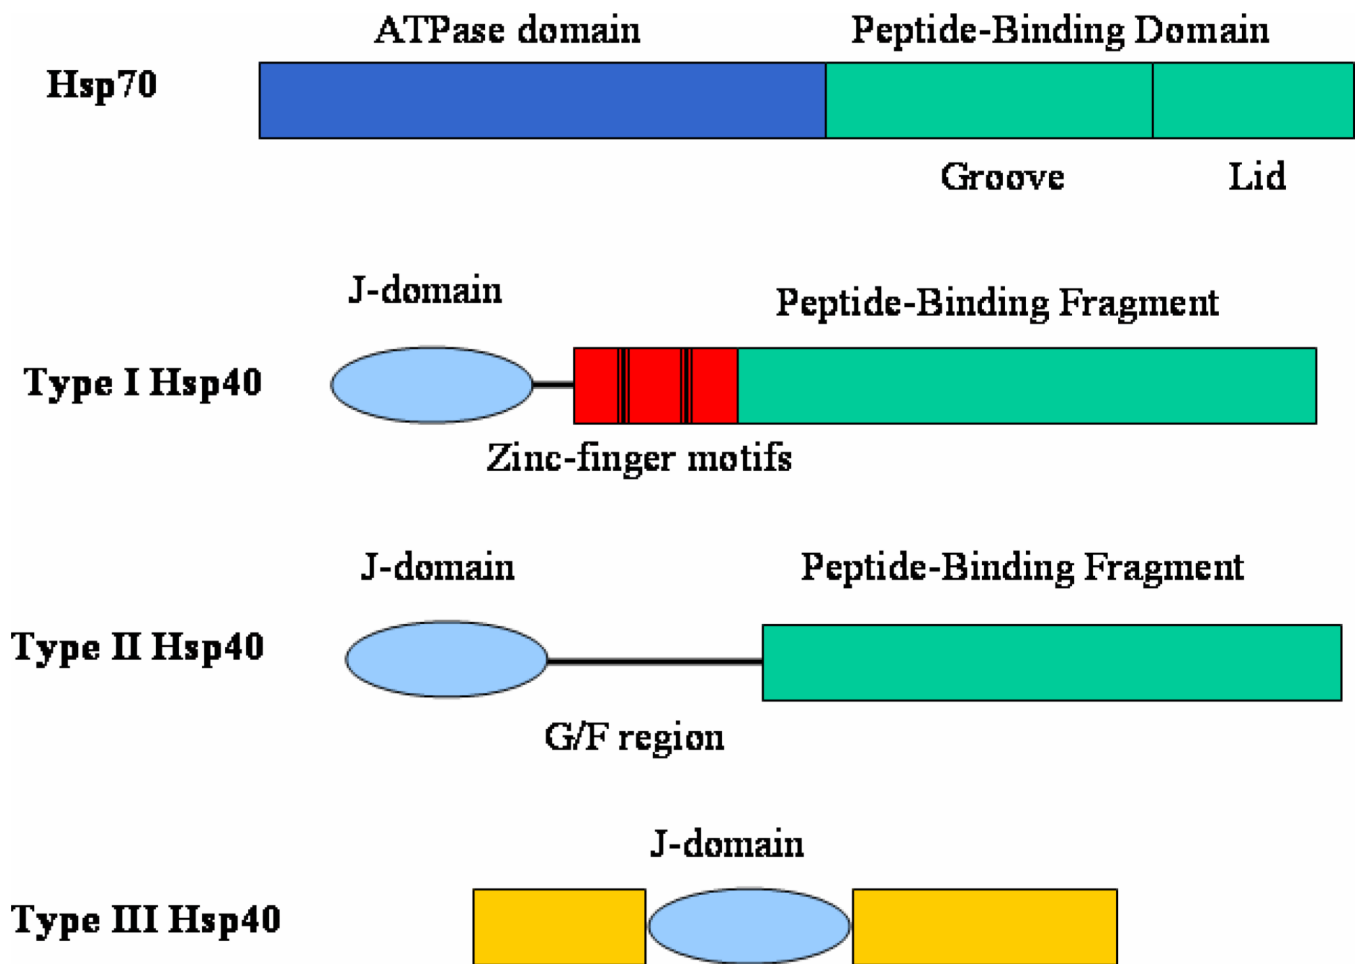 ATPase domain
Peptide-Binding Domain
Hsp70
Groove
Lid
J-domain
Peptide-Binding Fragment
Type I Hsp40
Zinc-finger motifs
J-domain
Peptide-Binding Fragment
Type II Hsp40
G/F region
J-domain
Type III Hsp40